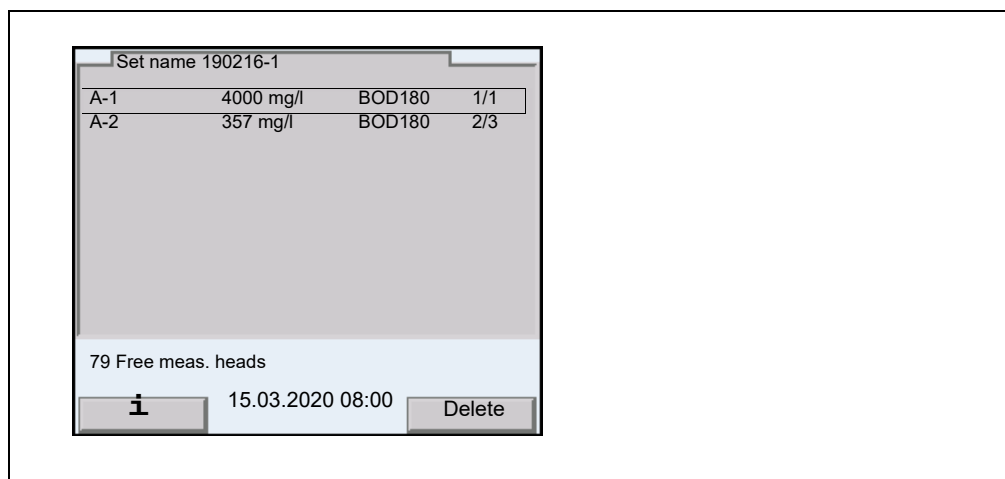 Set name 190216-1
A-1 4000 mg/l BOD180 1/1
A-2 357 mg/l BOD180 2/3
79 Free meas. heads
i 15.03.2020 08:00 Delete